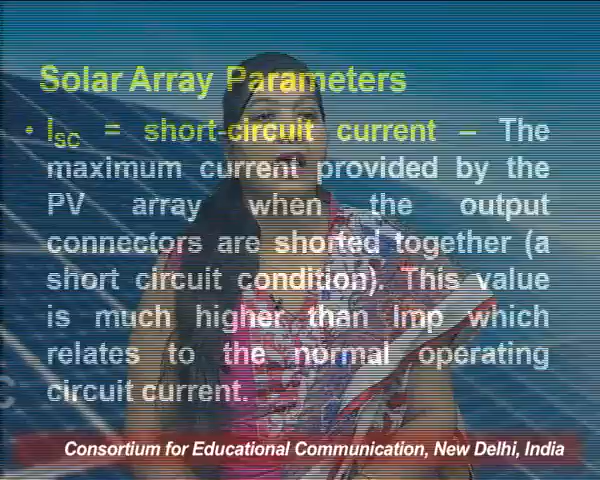 Solar Array Parameters
• ISC = short-circuit current – The
maximum current provided by the
PV array when the output
connectors are shorted together (a
short circuit condition). This value
is much higher than Imp which
relates to the normal operating
circuit current.
Consortium for Educational Communication, New Delhi, India